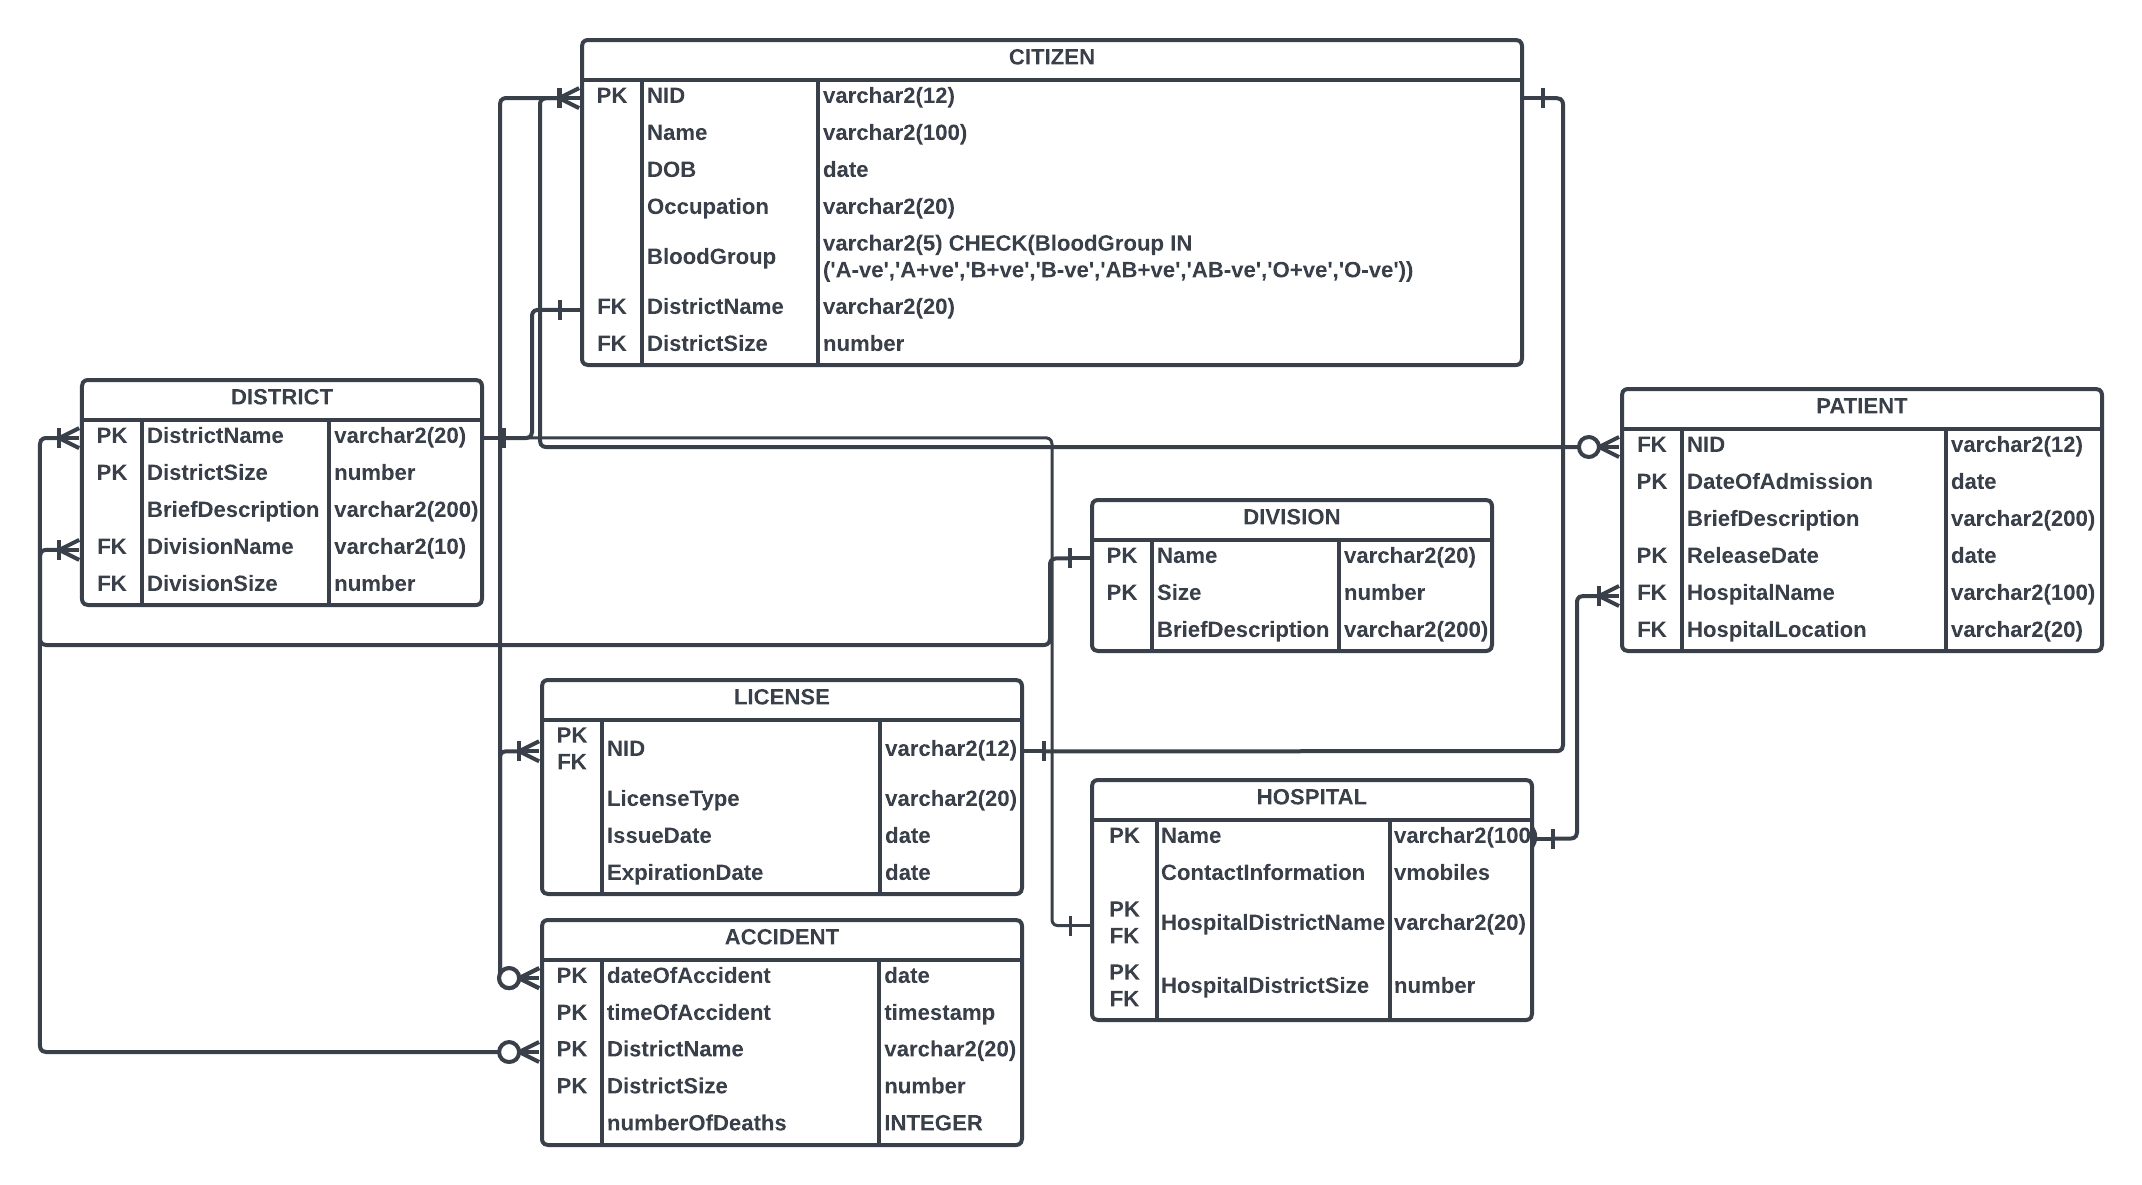 CITIZEN
PK NID varchar2(12)
Name varchar2(100)
DOB date
Occupation varchar2(20)
BloodGroup varchar2(5) CHECK(BloodGroup IN
('A-ve','A+ve','B+ve','B-ve','AB+ve','AB-ve','O+ve','O-ve'))
FK DistrictName varchar2(20)
FK DistrictSize number
DISTRICT
PK DistrictName varchar2(20)
PK DistrictSize number
BriefDescription varchar2(200)
FK DivisionName varchar2(10)
FK DivisionSize number
PATIENT
FK NID varchar2(12)
PK DateOfAdmission date
BriefDescription varchar2(200)
PK ReleaseDate date
FK HospitalName varchar2(100)
FK HospitalLocation varchar2(20)
DIVISION
PK Name varchar2(20)
PK Size number
BriefDescription varchar2(200)
LICENSE
PK
FK NID varchar2(12)
LicenseType varchar2(20)
IssueDate date
ExpirationDate date
HOSPITAL
PK Name varchar2(100)
ContactInformation vmobiles
PK
FK HospitalDistrictName varchar2(20)
PK
FK HospitalDistrictSize number
ACCIDENT
PK dateOfAccident date
PK timeOfAccident timestamp
PK DistrictName varchar2(20)
PK DistrictSize number
numberOfDeaths INTEGER